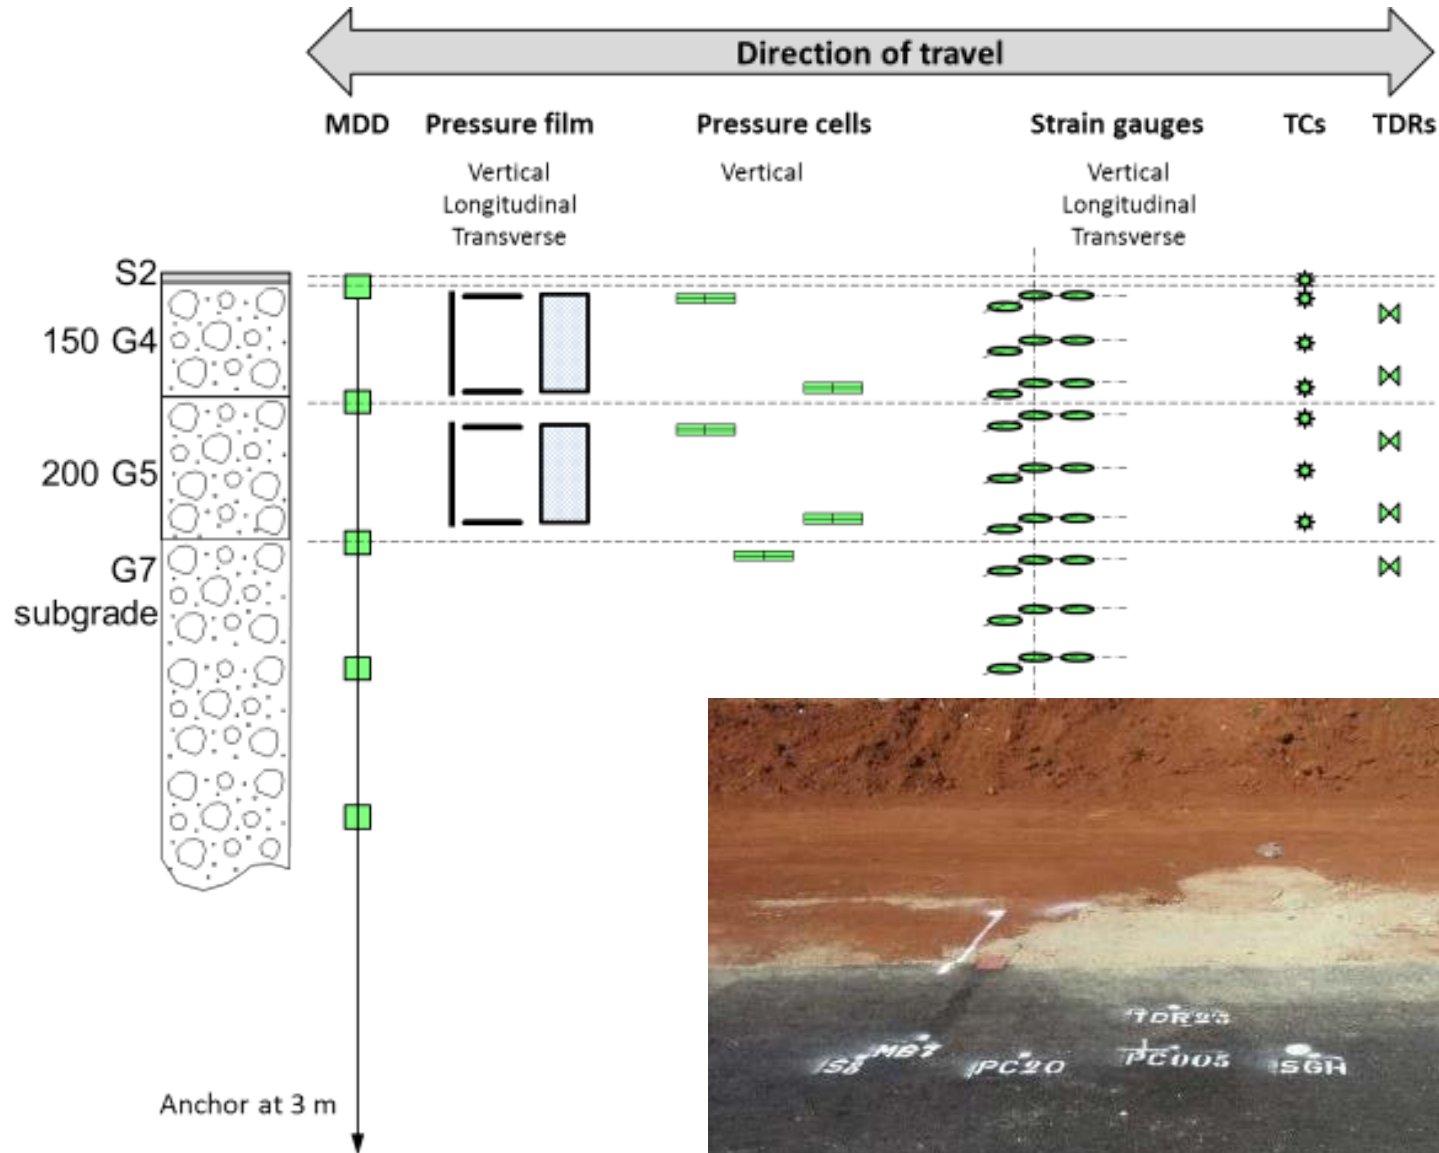 Direction of travel
MDD Pressure film Pressure cells Strain gauges TCs TDRs
Vertical Vertical Vertical
Longitudinal Longitudinal
Transverse Transverse
S2
150 G4
200 G5
G7
subgrade
Anchor at 3 m
TDR23
MB7
S8 PC20 PC005 SGH